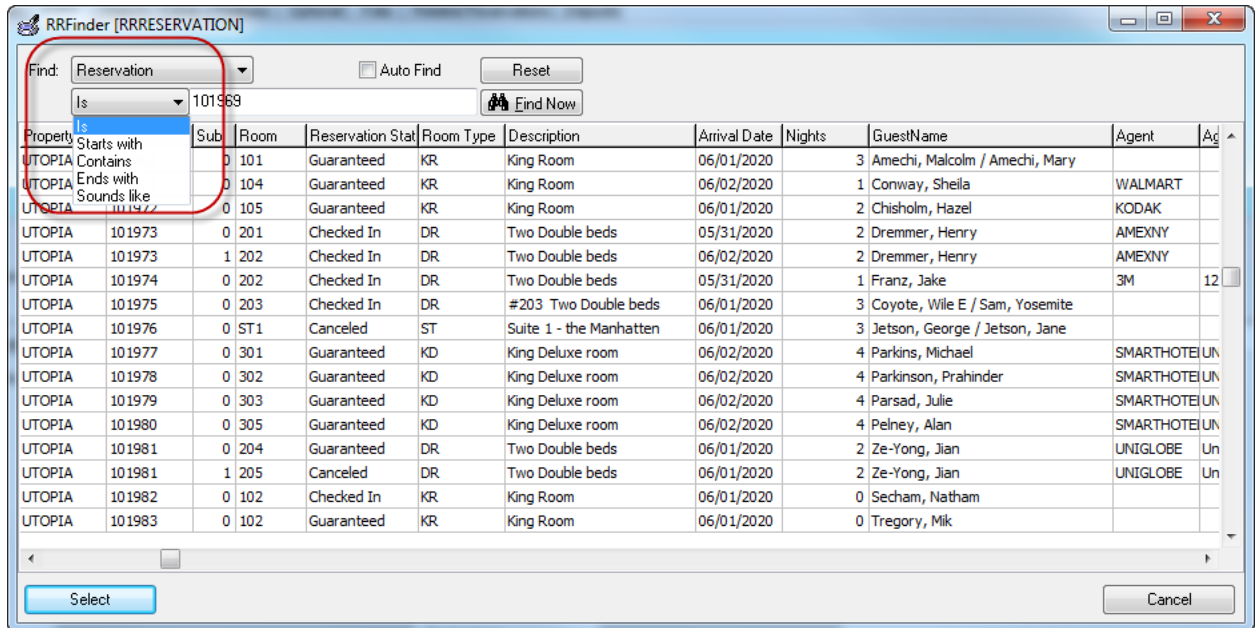 RRFinder [RRRESERVATION]
Find: Reservation Auto Find Reset
Is 101969 Find Now
Is
Starts with
Contains
Ends with
Sounds like
Property Sub Room Reservation Stat Room Type Description Arrival Date Nights GuestName Agent Ag
UTOPIA 0 101 Guaranteed KR King Room 06/01/2020 3 Amechi, Malcolm / Amechi, Mary
UTOPIA 0 104 Guaranteed KR King Room 06/02/2020 1 Conway, Sheila WALMART
UTOPIA 101972 0 105 Guaranteed KR King Room 06/01/2020 2 Chisholm, Hazel KODAK
UTOPIA 101973 0 201 Checked In DR Two Double beds 05/31/2020 2 Dremmer, Henry AMEXNY
UTOPIA 101973 1 202 Checked In DR Two Double beds 06/02/2020 2 Dremmer, Henry AMEXNY
UTOPIA 101974 0 202 Checked In DR Two Double beds 05/31/2020 1 Franz, Jake 3M 12
UTOPIA 101975 0 203 Checked In DR #203 Two Double beds 06/01/2020 3 Coyote, Wile E / Sam, Yosemite
UTOPIA 101976 0 ST1 Canceled ST Suite 1 - the Manhatten 06/01/2020 3 Jetson, George / Jetson, Jane
UTOPIA 101977 0 301 Guaranteed KD King Deluxe room 06/02/2020 4 Parkins, Michael SMARTHOTEL UN
UTOPIA 101978 0 302 Guaranteed KD King Deluxe room 06/02/2020 4 Parkinson, Prahinder SMARTHOTEL UN
UTOPIA 101979 0 303 Guaranteed KD King Deluxe room 06/02/2020 4 Parsad, Julie SMARTHOTEL UN
UTOPIA 101980 0 305 Guaranteed KD King Deluxe room 06/02/2020 4 Pelney, Alan SMARTHOTEL UN
UTOPIA 101981 0 204 Guaranteed DR Two Double beds 06/01/2020 2 Ze-Yong, Jian UNIGLOBE Un
UTOPIA 101981 1 205 Canceled DR Two Double beds 06/01/2020 2 Ze-Yong, Jian UNIGLOBE Un
UTOPIA 101982 0 102 Checked In KR King Room 06/01/2020 0 Secham, Natham
UTOPIA 101983 0 102 Guaranteed KR King Room 06/01/2020 0 Tregory, Mik
Select Cancel